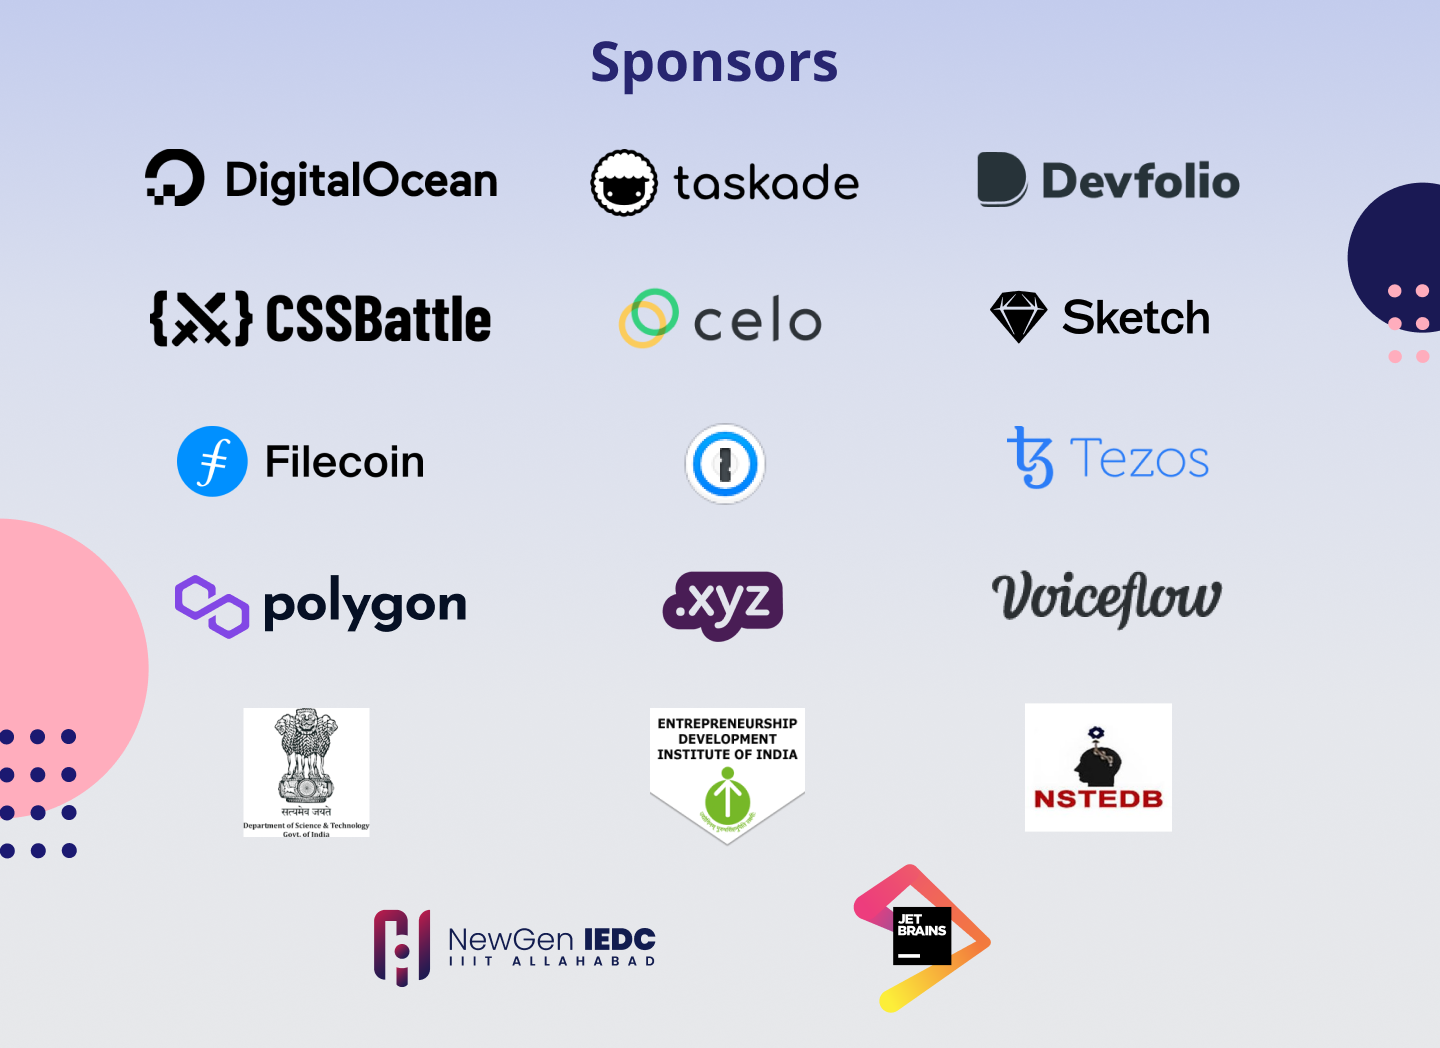 Sponsors
DigitalOcean
taskade
Devfolio
{⚔} CSSBattle
celo
Sketch
Filecoin
Tezos
polygon
.xyz
Voiceflow
सत्यमेव जयते
Department of Science & Technology
Govt. of India
ENTREPRENEURSHIP
DEVELOPMENT
INSTITUTE OF INDIA
NSTEDB
NewGen IEDC
IIIT ALLAHABAD
JET
BRAINS